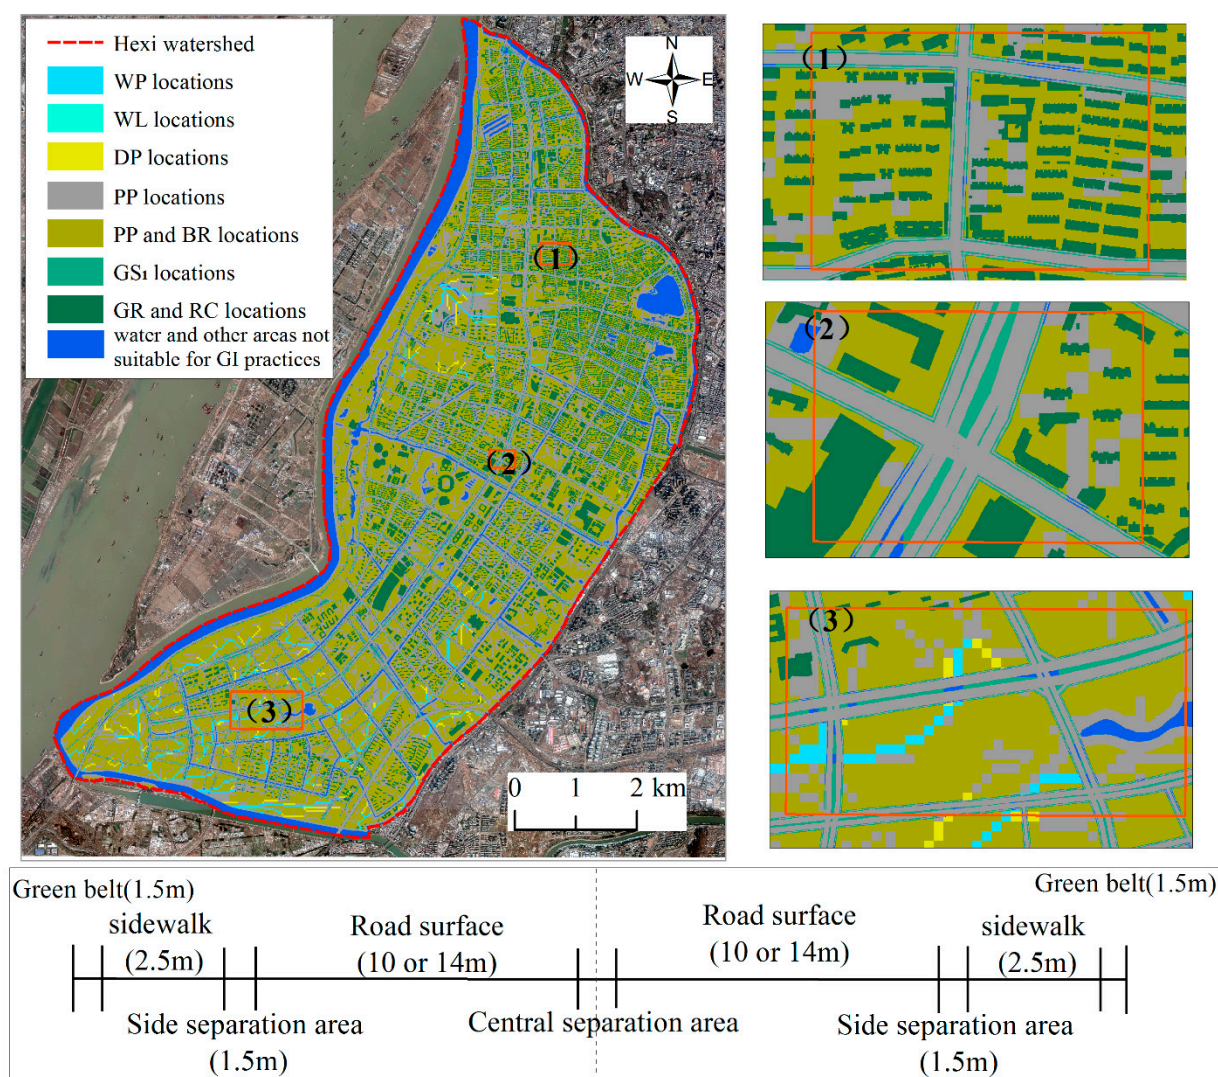 Hexi watershed
WP locations
WL locations
DP locations
PP locations
PP and BR locations
GS1 locations
GR and RC locations
water and other areas not
suitable for GI practices
N
W E
S
(1)
(2)
(3)
0 1 2 km
(1)
(2)
(3)
Green belt(1.5m)
sidewalk
(2.5m)
Road surface
(10 or 14m)
Road surface
(10 or 14m)
Green belt(1.5m)
sidewalk
(2.5m)
Side separation area
(1.5m)
Central separation area
Side separation area
(1.5m)